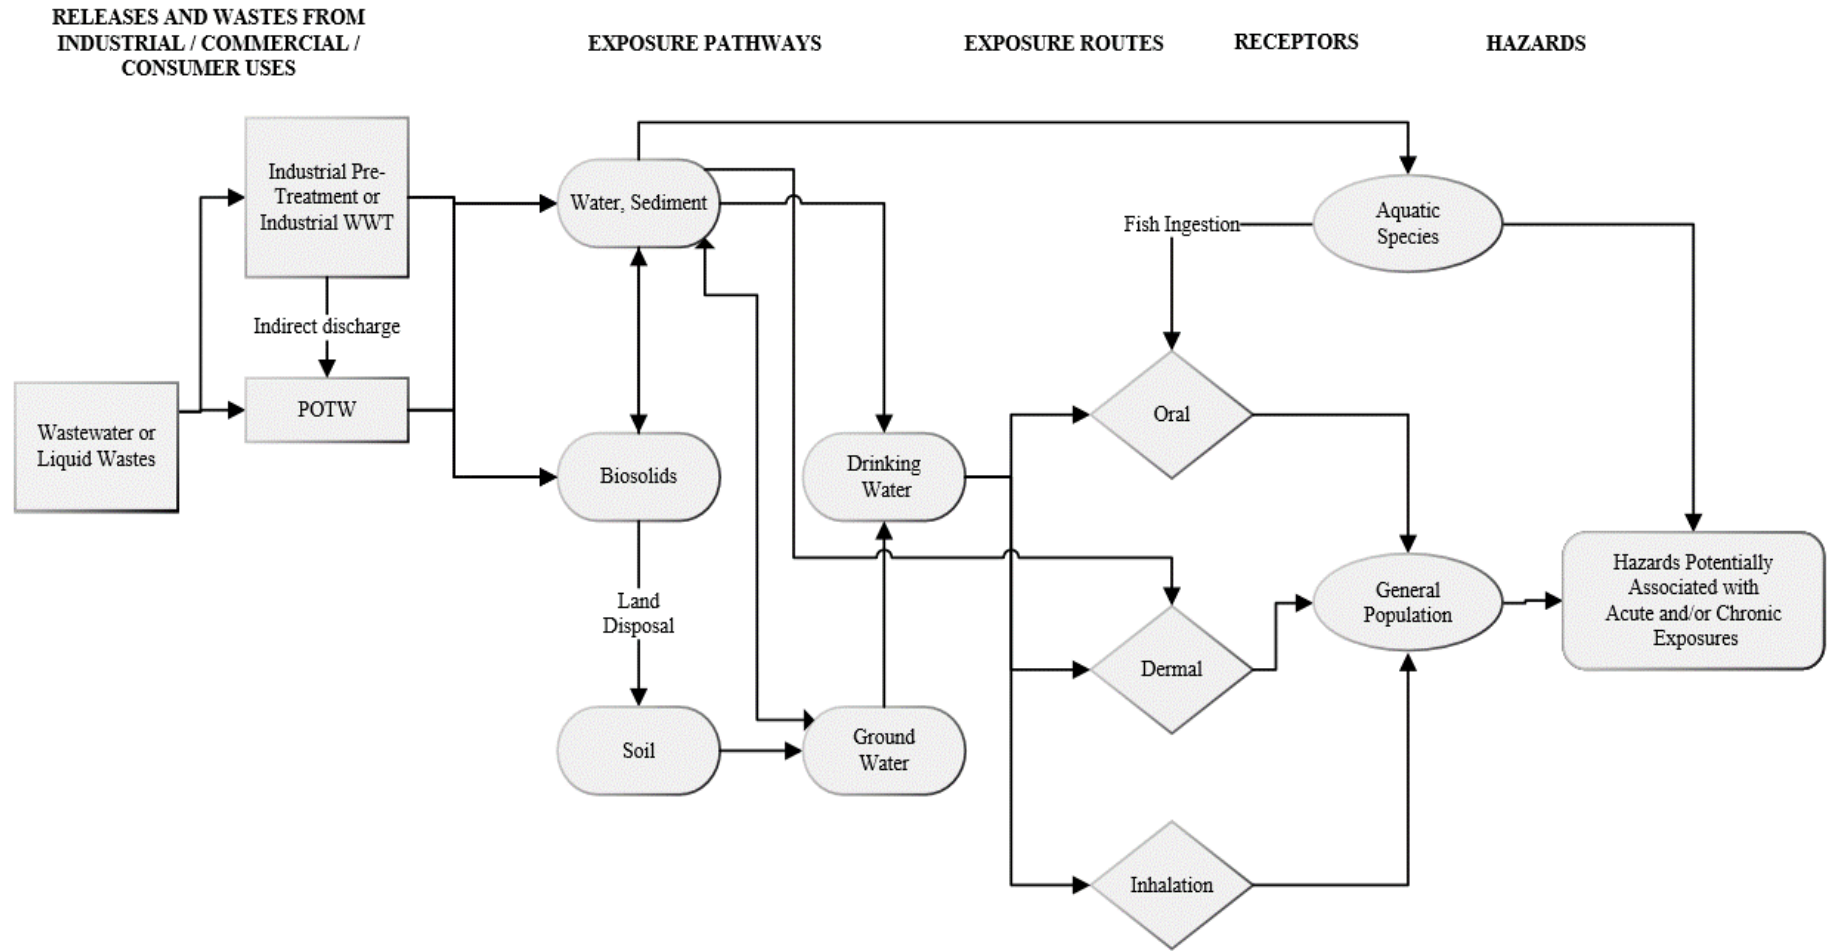 RELEASES AND WASTES FROM
INDUSTRIAL / COMMERCIAL /
CONSUMER USES
EXPOSURE PATHWAYS
EXPOSURE ROUTES
RECEPTORS
HAZARDS
Industrial Pre-
Treatment or
Industrial WWT
Indirect discharge
POTW
Wastewater or
Liquid Wastes
Water, Sediment
Biosolids
Land
Disposal
Soil
Drinking
Water
Ground
Water
Fish Ingestion
Oral
Dermal
Inhalation
Aquatic
Species
General
Population
Hazards Potentially
Associated with
Acute and/or Chronic
Exposures